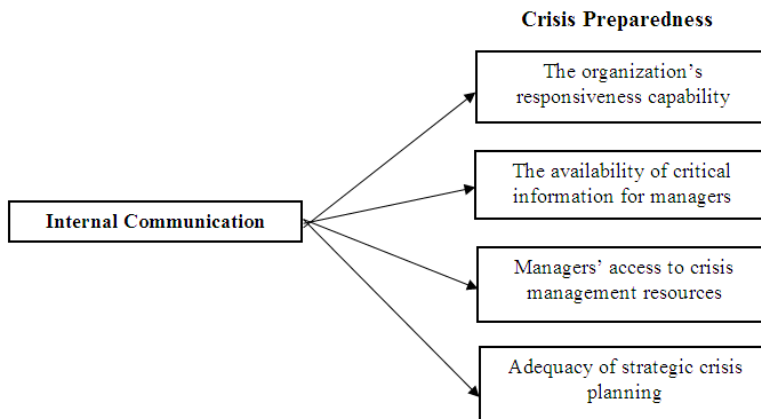 Crisis Preparedness
The organization's
responsiveness capability
The availability of critical
information for managers
Internal Communication
Managers' access to crisis
management resources
Adequacy of strategic crisis
planning